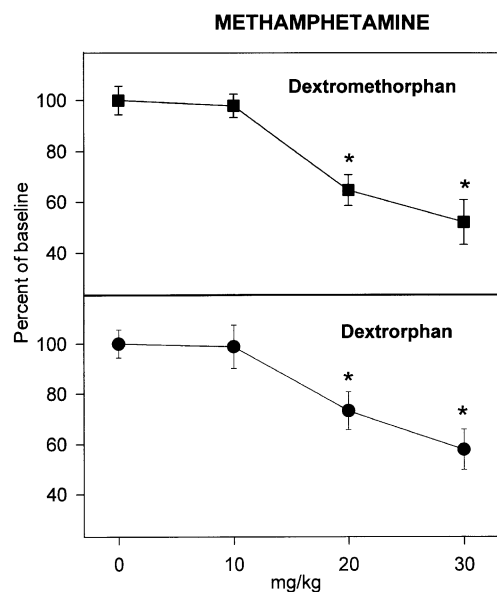 METHAMPHETAMINE
Dextromethorphan
100
80
60
40
*
*
Percent of baseline
Dextrorphan
100
80
60
40
*
*
0 10 20 30
mg/kg